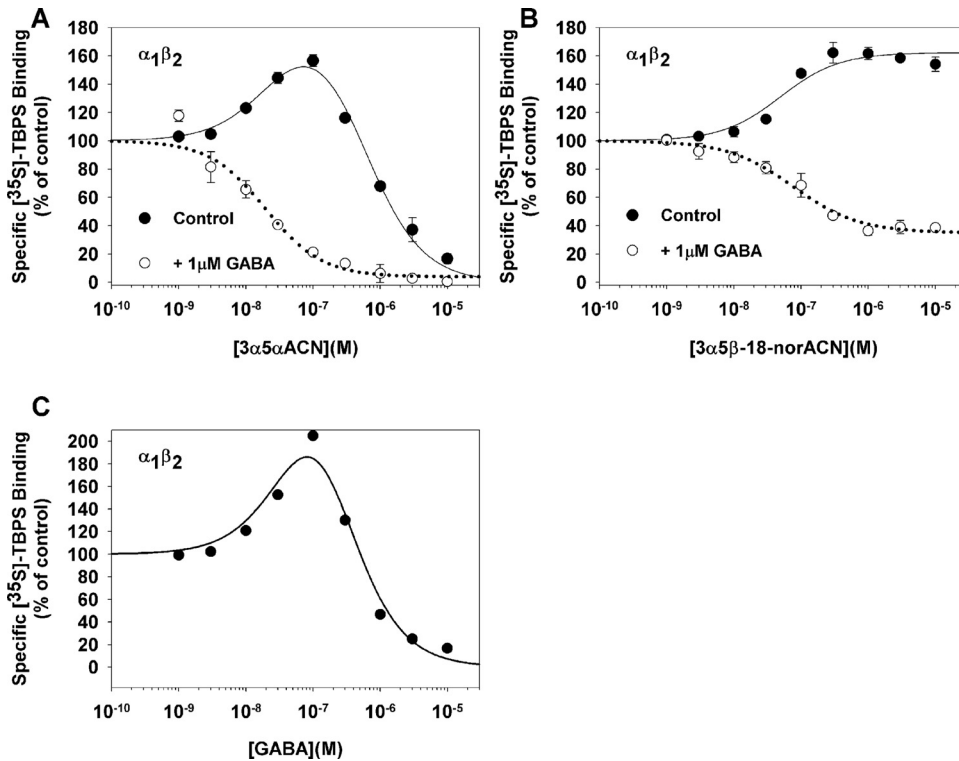 A
α1β2
Specific [35S]-TBPS Binding
(% of control)
180
160
140
120
100
80
60
40
20
0
Control
+ 1μM GABA
10-10
10-9
10-8
10-7
10-6
10-5
[3α5αACN](M)
B
α1β2
Specific [35S]-TBPS Binding
(% of control)
180
160
140
120
100
80
60
40
20
0
Control
+ 1μM GABA
10-10
10-9
10-8
10-7
10-6
10-5
[3α5β-18-norACN](M)
C
α1β2
Specific [35S]-TBPS Binding
(% of control)
200
180
160
140
120
100
80
60
40
20
0
10-10
10-9
10-8
10-7
10-6
10-5
[GABA](M)